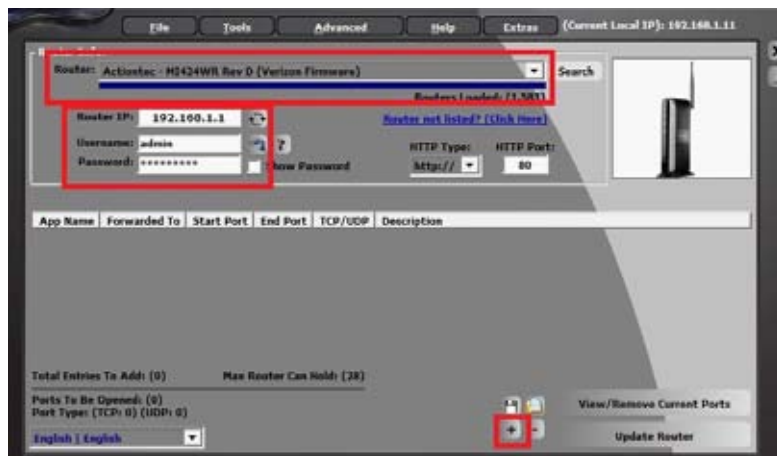 File Tools Advanced Help Extras (Current Local IP): 192.168.1.11
Router: Actiontec - MI424WR Rev D (Verizon Firmware) Search
Routers Loaded: (1,581)
Router IP: 192.168.1.1 Router not listed? (Click Here)
Username: admin ? HTTP Type: HTTP Port:
Password: ********* Show Password http:// 80
App Name Forwarded To Start Port End Port TCP/UDP Description
Total Entries To Add: (0) Max Router Can Hold: (28)
Ports To Be Opened: (0) View/Remove Current Ports
Port Type: (TCP: 0) (UDP: 0)
+ -
English | English Update Router